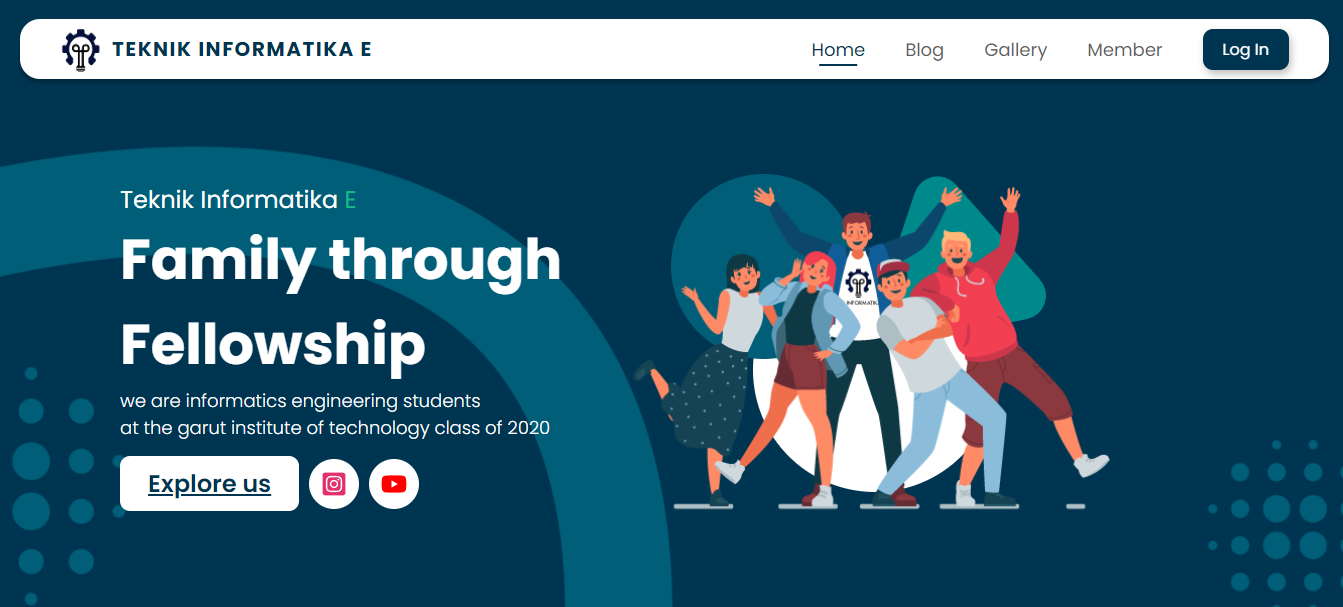 TEKNIK INFORMATIKA E
Home
Blog
Gallery
Member
Log In
Teknik Informatika E
Family through
Fellowship
we are informatics engineering students
at the garut institute of technology class of 2020
Explore us